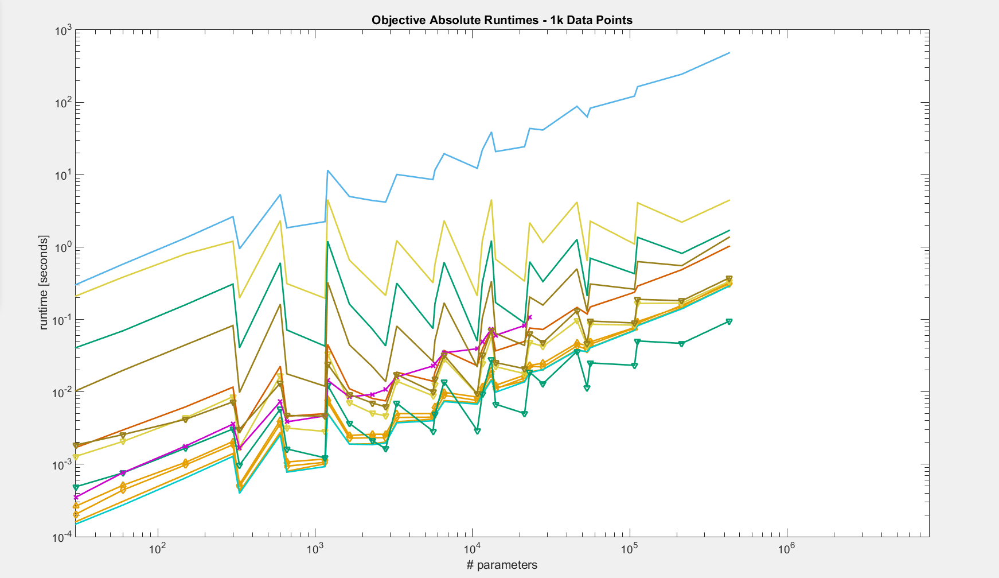 Objective Absolute Runtimes - 1k Data Points
runtime [seconds]
10^3
10^2
10^1
10^0
10^-1
10^-2
10^-3
10^-4
10^2 10^3 10^4 10^5 10^6
# parameters